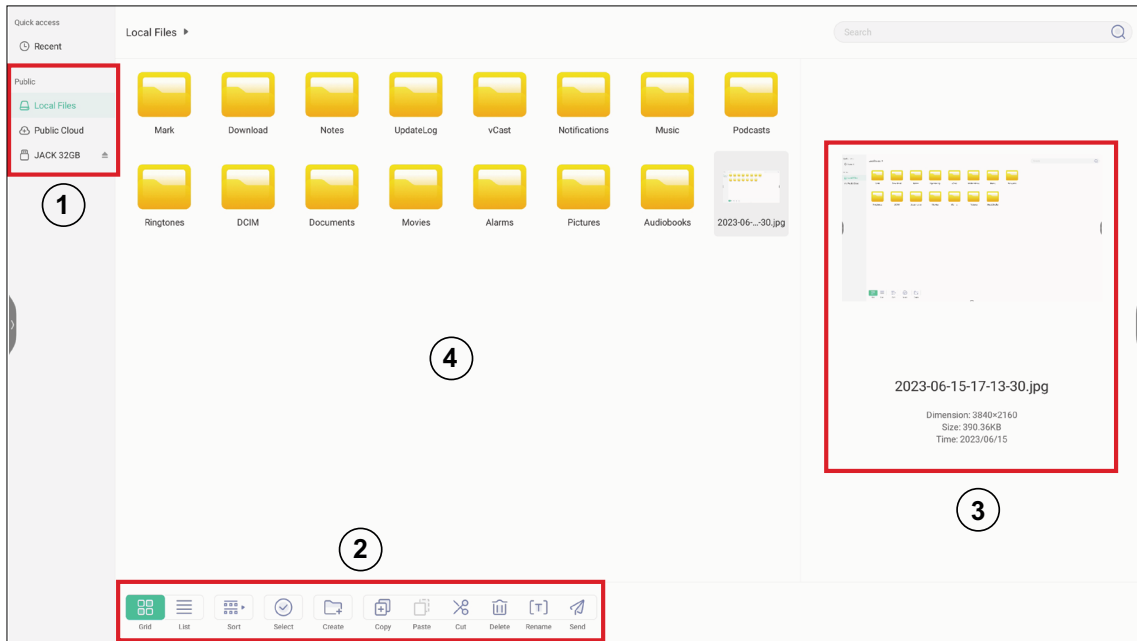 Quick access
Recent
Public
Local Files
Public Cloud
JACK 32GB
1
Local Files
Search
Mark Download Notes UpdateLog vCast Notifications Music Podcasts
Ringtones DCIM Documents Movies Alarms Pictures Audiobooks 2023-06-...-30.jpg
4
2023-06-15-17-13-30.jpg
Dimension: 3840×2160
Size: 390.36KB
Time: 2023/06/15
3
2
Grid List Sort Select Create Copy Paste Cut Delete Rename Send